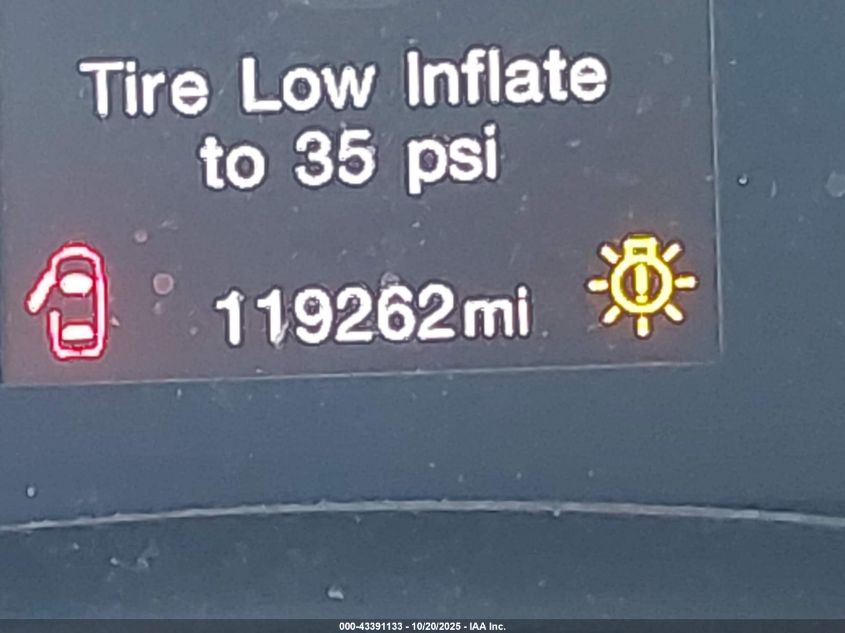 Tire Low Inflate
to 35 psi
119262mi
000-43391133 - 10/20/2025 - IAA Inc.